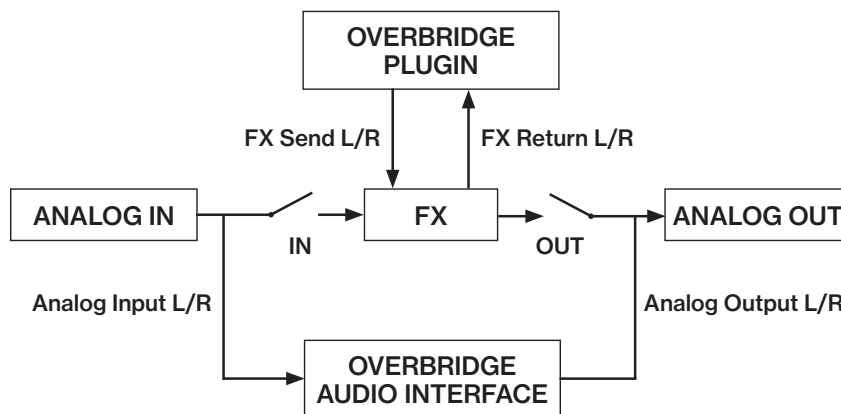 OVERBRIDGE
PLUGIN
FX Send L/R
FX Return L/R
ANALOG IN
FX
ANALOG OUT
IN
OUT
Analog Input L/R
Analog Output L/R
OVERBRIDGE
AUDIO INTERFACE